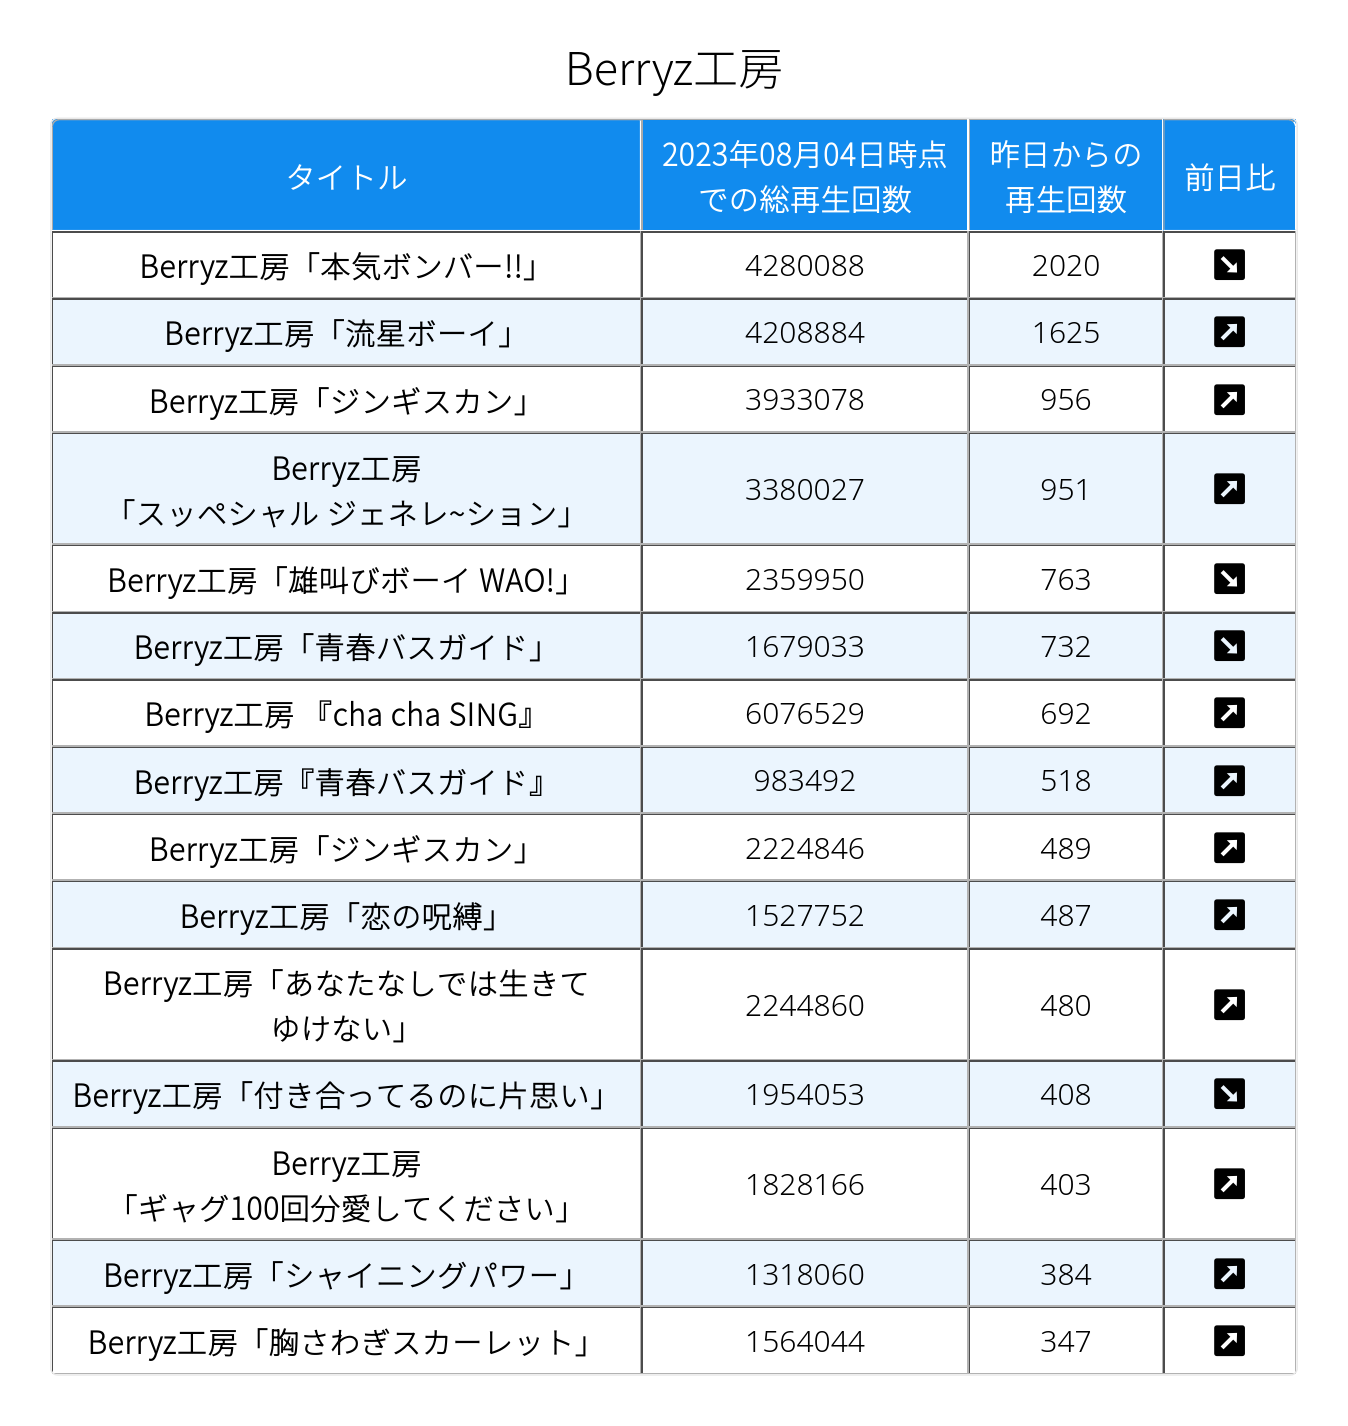 Berryz工房
タイトル
2023年08月04日時点
での総再生回数
昨日からの
再生回数
前日比
Berryz工房「本気ボンバー!!」 4280088 2020
Berryz工房「流星ボーイ」 4208884 1625
Berryz工房「ジンギスカン」 3933078 956
Berryz工房
「スッペシャル ジェネレ~ション」 3380027 951
Berryz工房「雄叫びボーイ WAO!」 2359950 763
Berryz工房「青春バスガイド」 1679033 732
Berryz工房 『cha cha SING』 6076529 692
Berryz工房『青春バスガイド』 983492 518
Berryz工房「ジンギスカン」 2224846 489
Berryz工房「恋の呪縛」 1527752 487
Berryz工房「あなたなしでは生きて
ゆけない」 2244860 480
Berryz工房「付き合ってるのに片思い」 1954053 408
Berryz工房
「ギャグ100回分愛してください」 1828166 403
Berryz工房「シャイニングパワー」 1318060 384
Berryz工房「胸さわぎスカーレット」 1564044 347